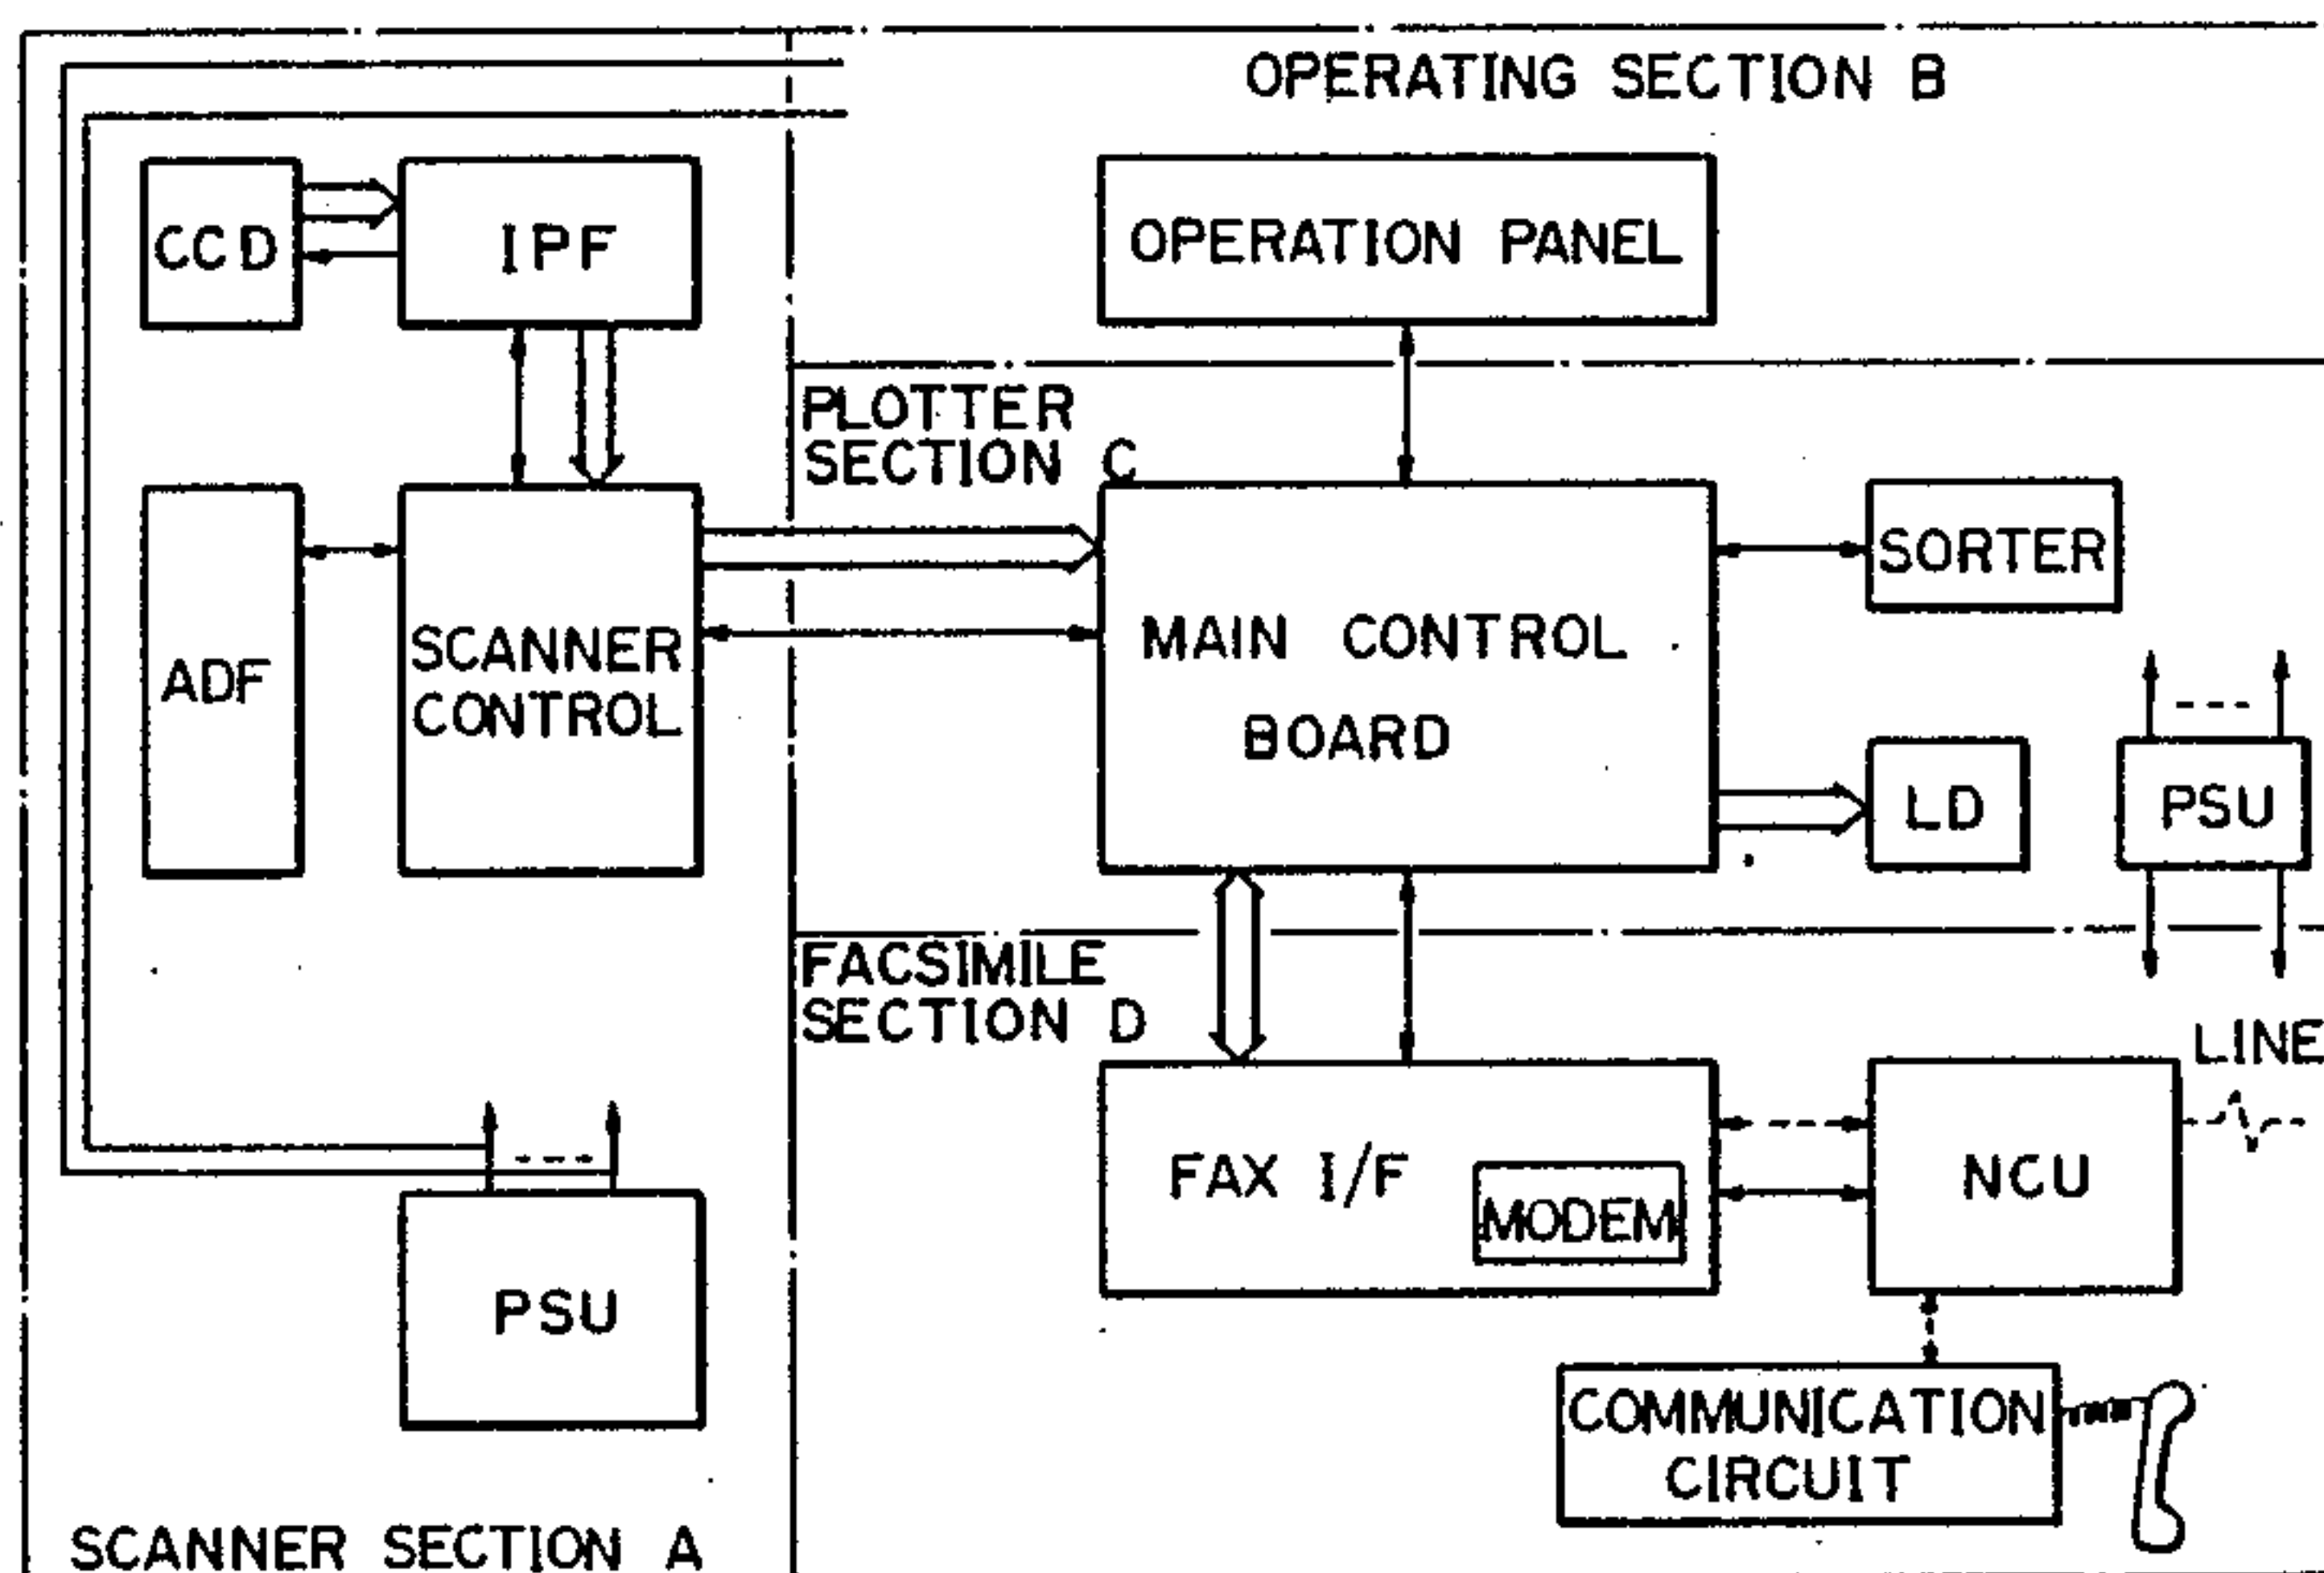 OPERATING SECTION B
CCD
IPF
OPERATION PANEL
PLOTTER
SECTION C
ADF
SCANNER
CONTROL
MAIN CONTROL
BOARD
SORTER
LD
PSU
FACSIMILE
SECTION D
LINE
FAX I/F
MODEM
NCU
PSU
COMMUNICATION
CIRCUIT
SCANNER SECTION A